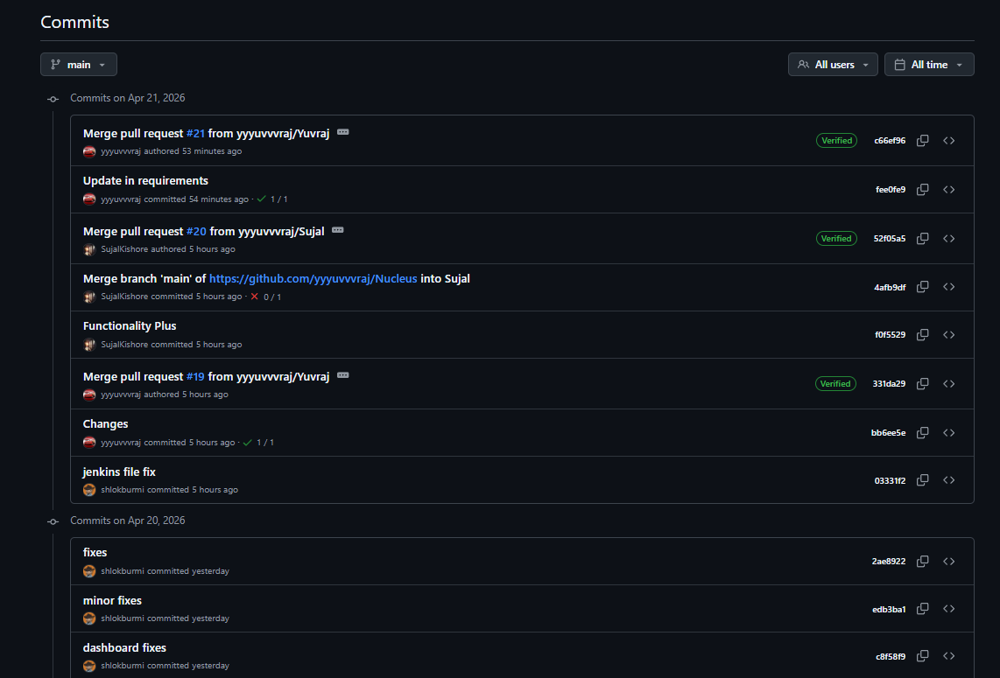 Commits
main
All users
All time
Commits on Apr 21, 2026
Merge pull request #21 from yyyuvvvraj/Yuvraj
Verified
c66ef96
yyyuvvvraj authored 53 minutes ago
Update in requirements
fee0fe9
yyyuvvvraj committed 54 minutes ago · 1 / 1
Merge pull request #20 from yyyuvvvraj/Sujal
Verified
52f05a5
SujalKishore authored 5 hours ago
Merge branch 'main' of https://github.com/yyyuvvvraj/Nucleus into Sujal
4afb9df
SujalKishore committed 5 hours ago · 0 / 1
Functionality Plus
f0f5529
SujalKishore committed 5 hours ago
Merge pull request #19 from yyyuvvvraj/Yuvraj
Verified
331da29
yyyuvvvraj authored 5 hours ago
Changes
bb6ee5e
yyyuvvvraj committed 5 hours ago · 1 / 1
jenkins file fix
03331f2
shlokburmi committed 5 hours ago
Commits on Apr 20, 2026
fixes
2ae8922
shlokburmi committed yesterday
minor fixes
edb3ba1
shlokburmi committed yesterday
dashboard fixes
c8f58f9
shlokburmi committed yesterday